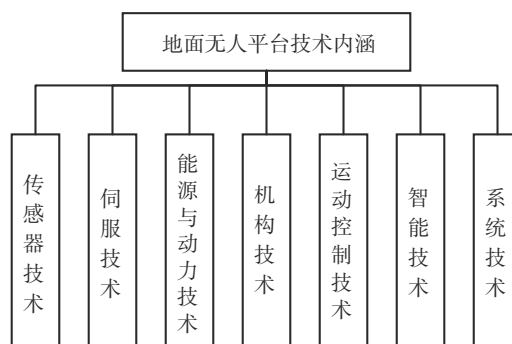 地面无人平台技术内涵
传感器技术
伺服技术
能源与动力技术
机构技术
运动控制技术
智能技术
系统技术